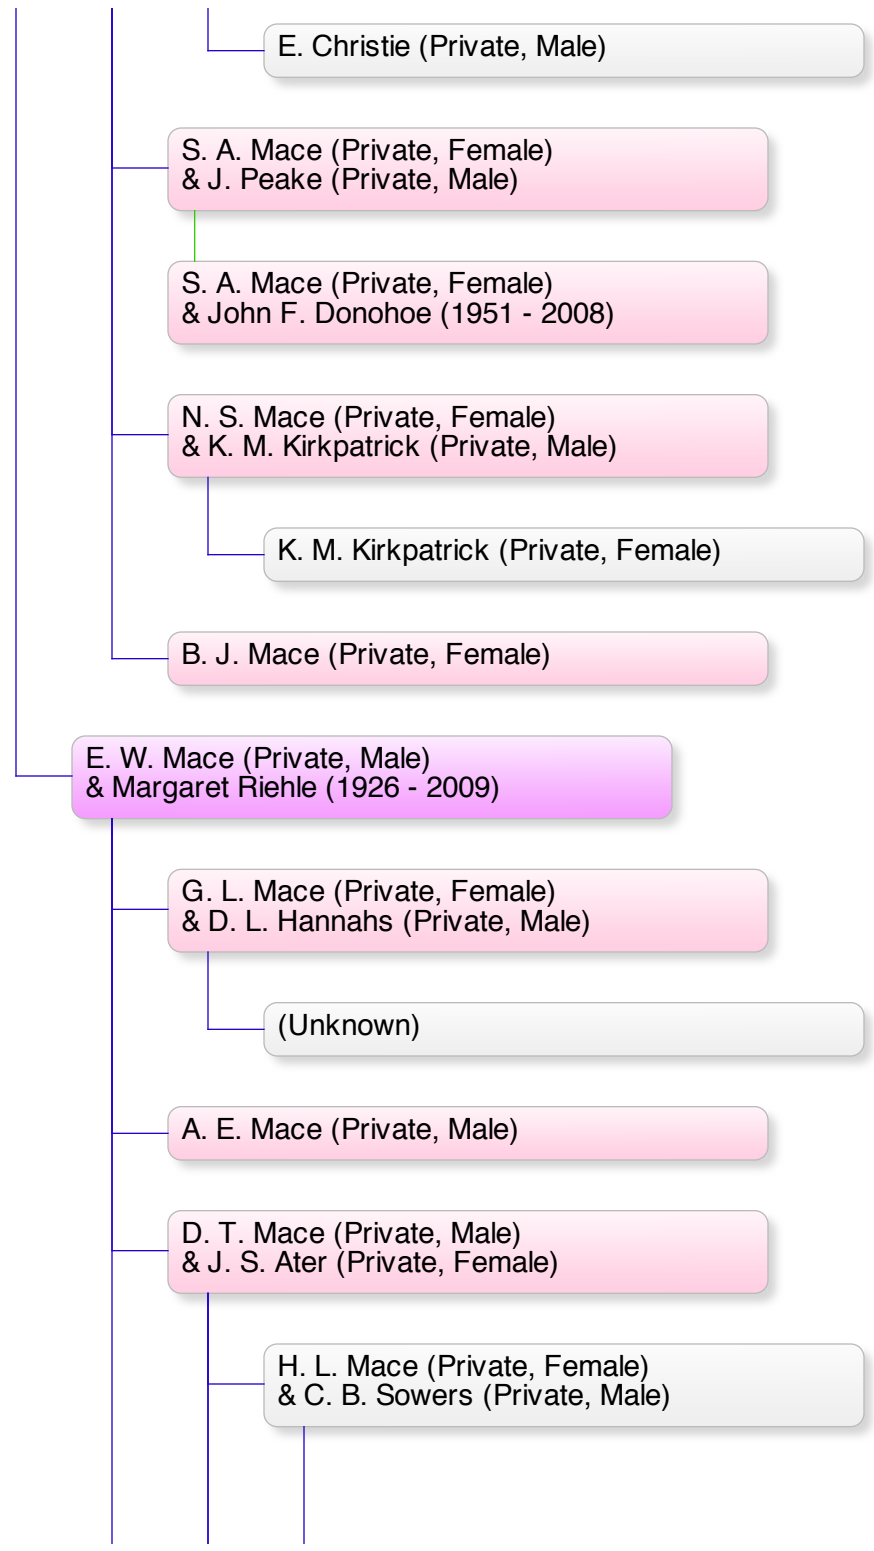 E. Christie (Private, Male)
S. A. Mace (Private, Female)
& J. Peake (Private, Male)
S. A. Mace (Private, Female)
& John F. Donohoe (1951 - 2008)
N. S. Mace (Private, Female)
& K. M. Kirkpatrick (Private, Male)
K. M. Kirkpatrick (Private, Female)
B. J. Mace (Private, Female)
E. W. Mace (Private, Male)
& Margaret Riehle (1926 - 2009)
G. L. Mace (Private, Female)
& D. L. Hannahs (Private, Male)
(Unknown)
A. E. Mace (Private, Male)
D. T. Mace (Private, Male)
& J. S. Ater (Private, Female)
H. L. Mace (Private, Female)
& C. B. Sowers (Private, Male)